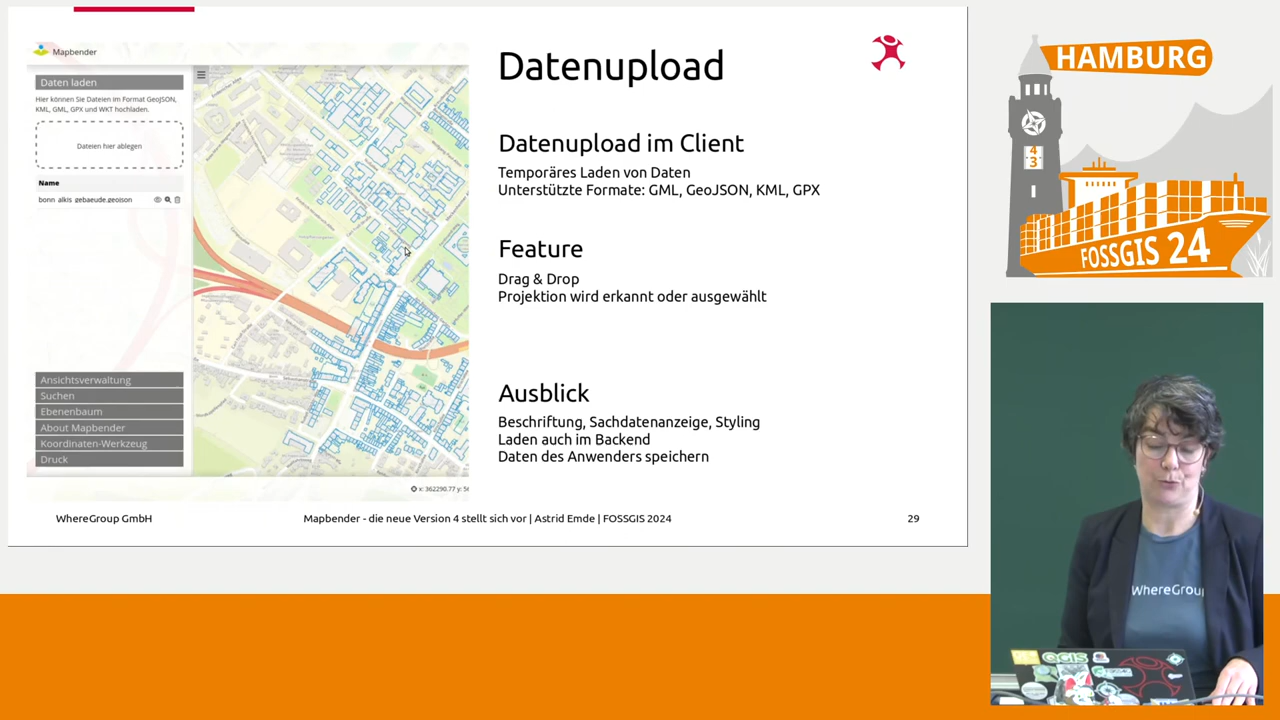 Mapbender
Daten laden
Hier können Sie Dateien im Format GeoJSON,
KML, GML, GPX und WKT hochladen.
Dateien hier ablegen
Name
bonn_alkis_gebaeude.geojson
Ansichtsverwaltung
Suchen
Ebenenbaum
About Mapbender
Koordinaten-Werkzeug
Druck
Datenupload
Datenupload im Client
Temporäres Laden von Daten
Unterstützte Formate: GML, GeoJSON, KML, GPX
Feature
Drag & Drop
Projektion wird erkannt oder ausgewählt
Ausblick
Beschriftung, Sachdatenanzeige, Styling
Laden auch im Backend
Daten des Anwenders speichern
WhereGroup GmbH
Mapbender - die neue Version 4 stellt sich vor | Astrid Emde | FOSSGIS 2024
29
HAMBURG
4
3
FOSSGIS 24
WhereGroup
QGIS